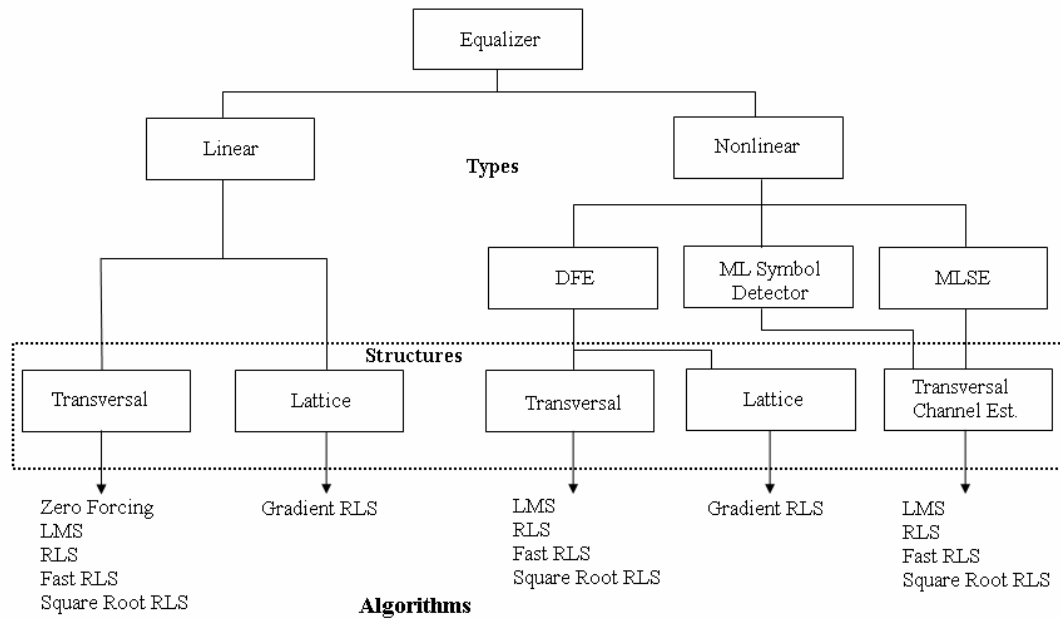 Equalizer
Linear
Nonlinear
Types
DFE
ML Symbol
Detector
MLSE
Structures
Transversal
Lattice
Transversal
Lattice
Transversal
Channel Est.
Zero Forcing
LMS
RLS
Fast RLS
Square Root RLS
Gradient RLS
LMS
RLS
Fast RLS
Square Root RLS
Gradient RLS
LMS
RLS
Fast RLS
Square Root RLS
Algorithms